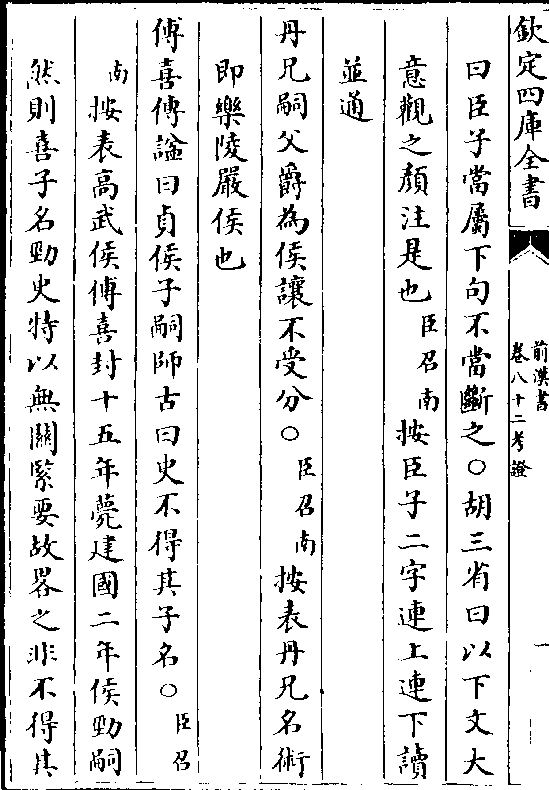 欽定四庫全書
前漢書
卷八十二考證
一
曰臣子當屬下句不當斷之○胡三省曰以下文大
意觀之顏注是也臣召南按臣子二字連上連下讀
並通
丹兄嗣父爵為侯讓不受分○臣召南按表丹兄名術
即樂陵嚴侯也
傅喜傳諡曰貞侯子嗣師古曰史不得其子名○臣召
南按表高武侯傅喜封十五年薨建國二年侯勁嗣
然則喜子名勁史特以無關緊要故畧之非不得其